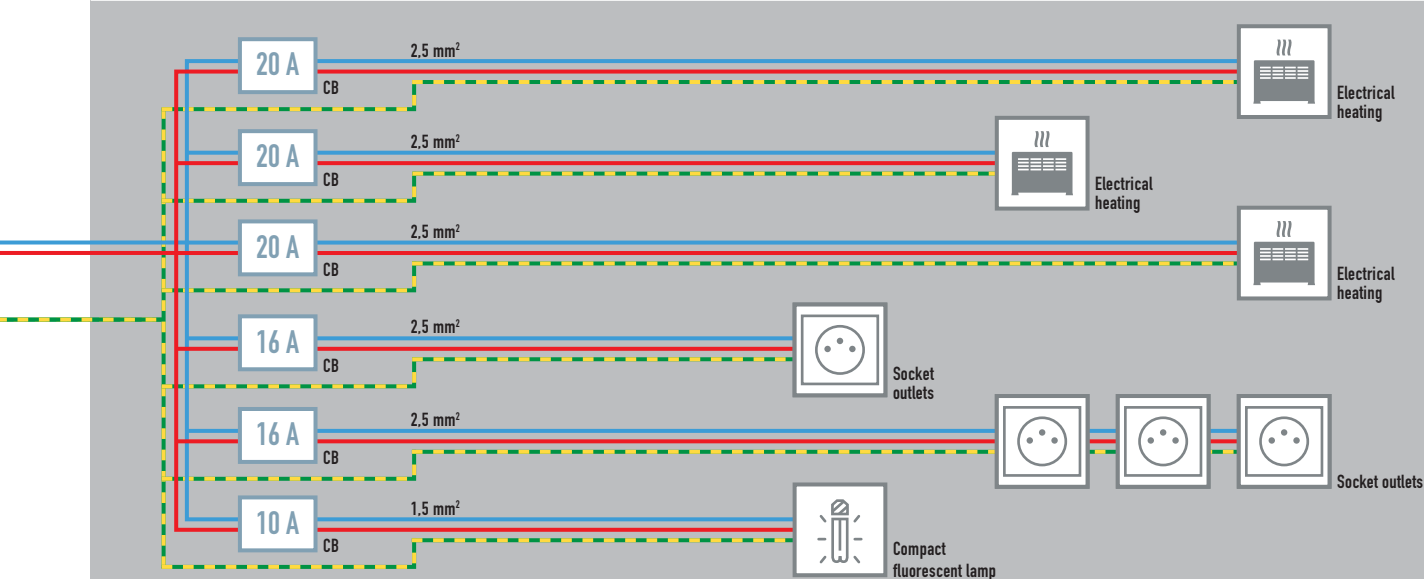 20 A
CB
2,5 mm²
Electrical
heating
20 A
CB
2,5 mm²
Electrical
heating
20 A
CB
2,5 mm²
Electrical
heating
16 A
CB
2,5 mm²
Socket
outlets
16 A
CB
2,5 mm²
Socket outlets
10 A
CB
1,5 mm²
Compact
fluorescent lamp